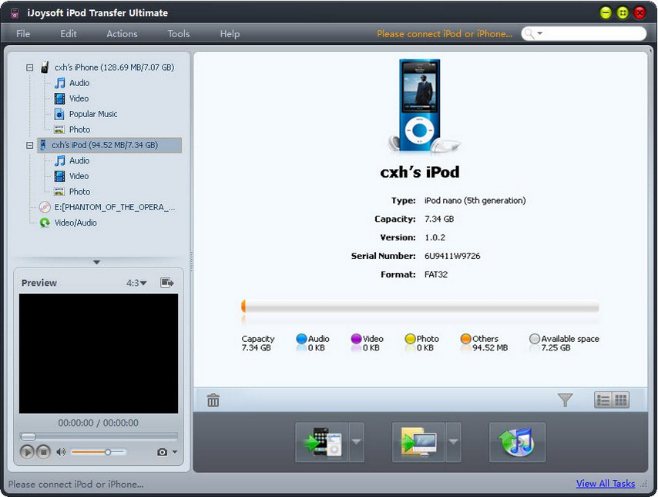 iJoysoft iPod Transfer Ultimate
File Edit Actions Tools Help Please connect iPod or iPhone...
cxh's iPhone (128.69 MB/7.07 GB)
Audio
Video
Popular Music
Photo
cxh's iPod (94.52 MB/7.34 GB)
Audio
Video
Photo
E:[PHANTOM_OF_THE_OPERA_...
Video/Audio
Preview 4:3
00:00:00 / 00:00:00
cxh's iPod
Type: iPod nano (5th generation)
Capacity: 7.34 GB
Version: 1.0.2
Serial Number: 6U9411W9726
Format: FAT32
Capacity Audio Video Photo Others Available space
7.34 GB 0 KB 0 KB 0 KB 94.52 MB 7.25 GB
Please connect iPod or iPhone... View All Tasks